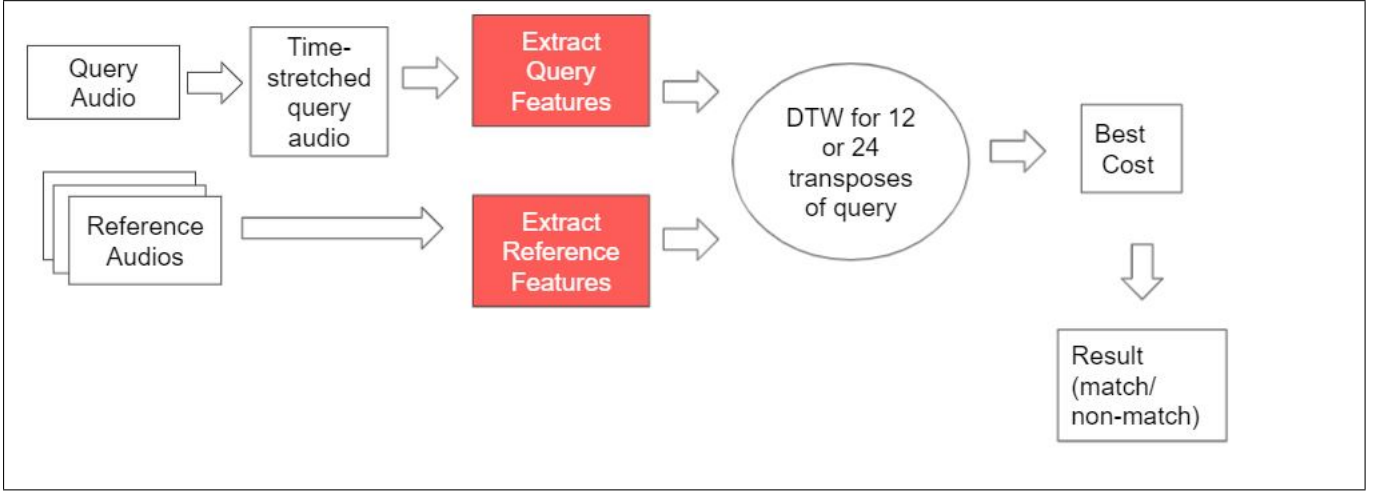 Query
Audio
Time-
stretched
query
audio
Extract
Query
Features
Reference
Audios
Extract
Reference
Features
DTW for 12
or 24
transposes
of query
Best
Cost
Result
(match/
non-match)